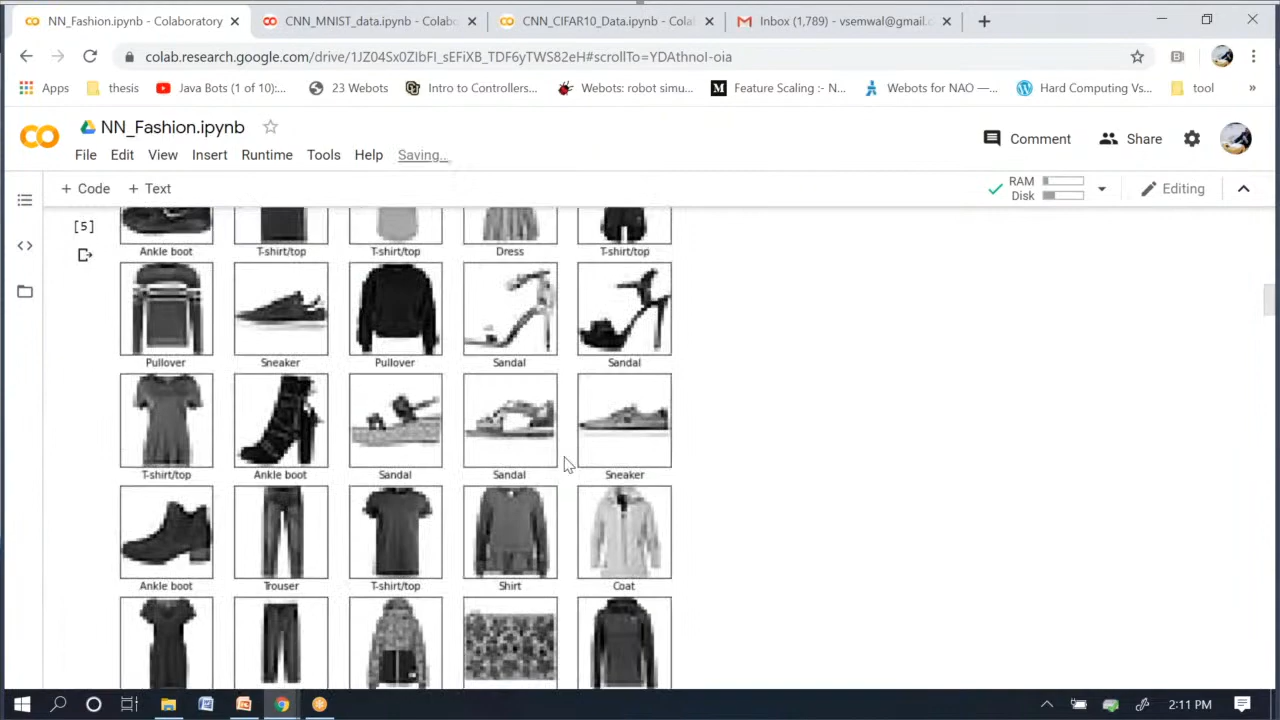 NN_Fashion.ipynb - Colaboratory
CNN_MNIST_data.ipynb - Colabo
CNN_CIFAR10_Data.ipynb - Cola
Inbox (1,789) - vsemwal@gmail.c
colab.research.google.com/drive/1JZ04Sx0ZIbFI_sEFiXB_TDF6yTWS82eH#scrollTo=YDAthnoI-oia
Apps
thesis
Java Bots (1 of 10):...
23 Webots
Intro to Controllers...
Webots: robot simu...
Feature Scaling :- N...
Webots for NAO —...
Hard Computing Vs...
tool
»
NN_Fashion.ipynb
Comment
Share
File Edit View Insert Runtime Tools Help Saving...
+ Code + Text
RAM
Disk
Editing
[5]
Ankle boot T-shirt/top T-shirt/top Dress T-shirt/top
Pullover Sneaker Pullover Sandal Sandal
T-shirt/top Ankle boot Sandal Sandal Sneaker
Ankle boot Trouser T-shirt/top Shirt Coat
2:11 PM